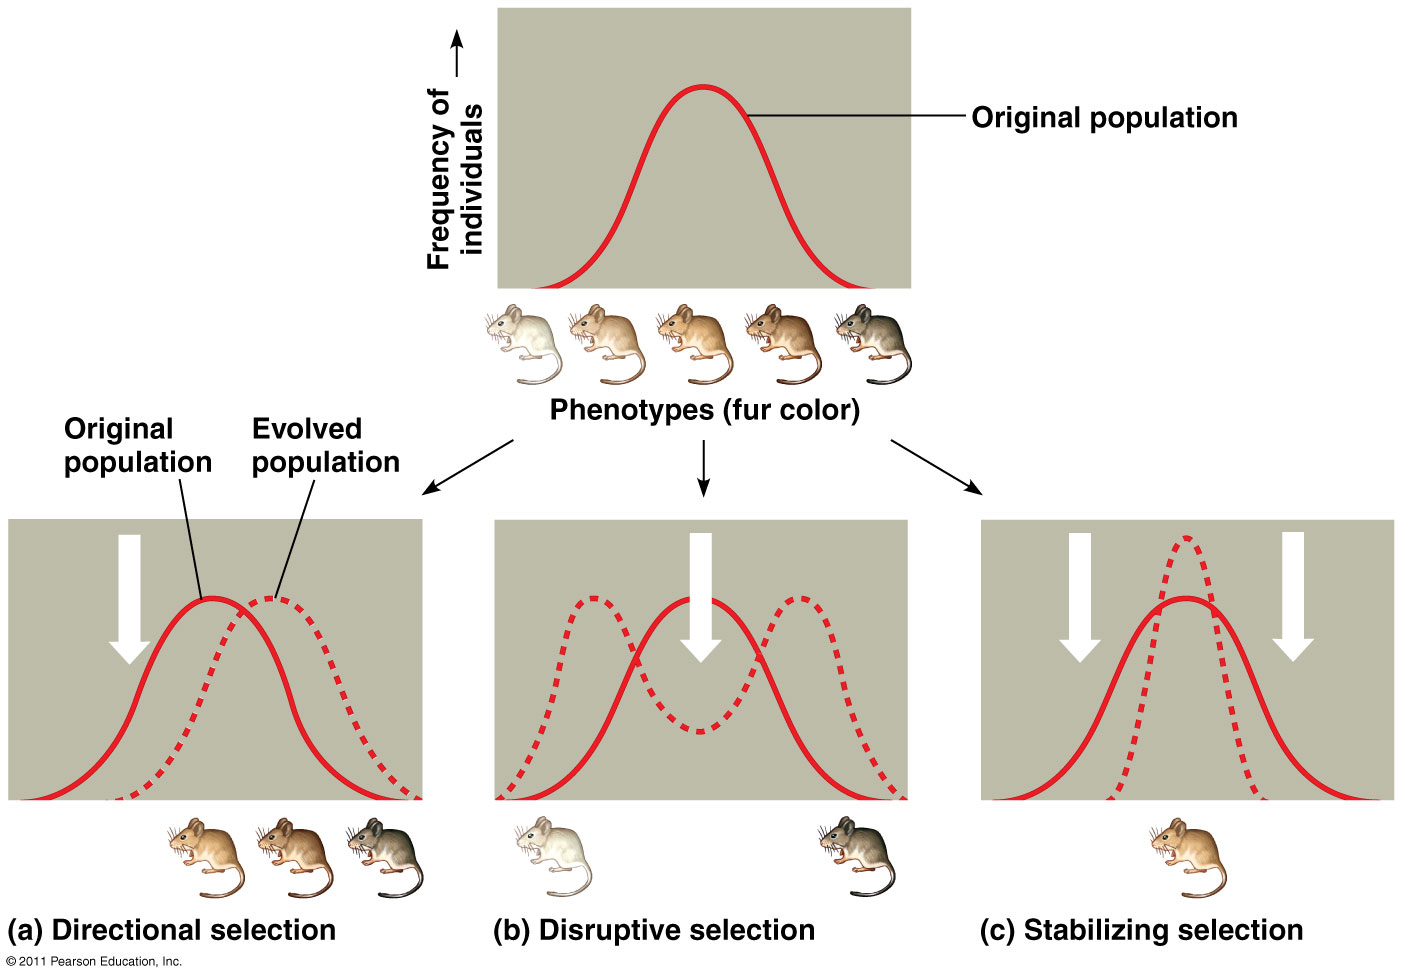 Frequency of
individuals
Original population
Phenotypes (fur color)
Original
population
Evolved
population
(a) Directional selection
(b) Disruptive selection
(c) Stabilizing selection
© 2011 Pearson Education, Inc.